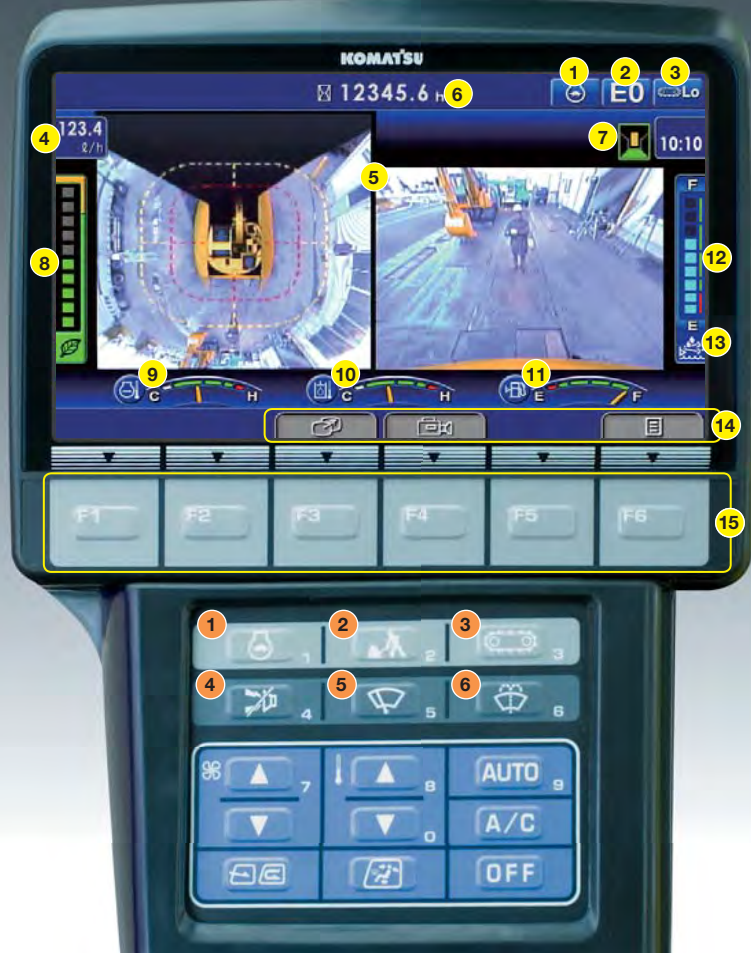 KOMATSU
1 2 3
12345.6 h 6 E0 Lo
4 123.4 7 10:10
ℓ/h
5 F
8 12
E 13
9 10 11
C H C H E F
14
F1 F2 F3 F4 F5 F6
15
1 2 3
1 2 3
4 5 6
4 5 6
7 8 AUTO 9
0 A/C
OFF